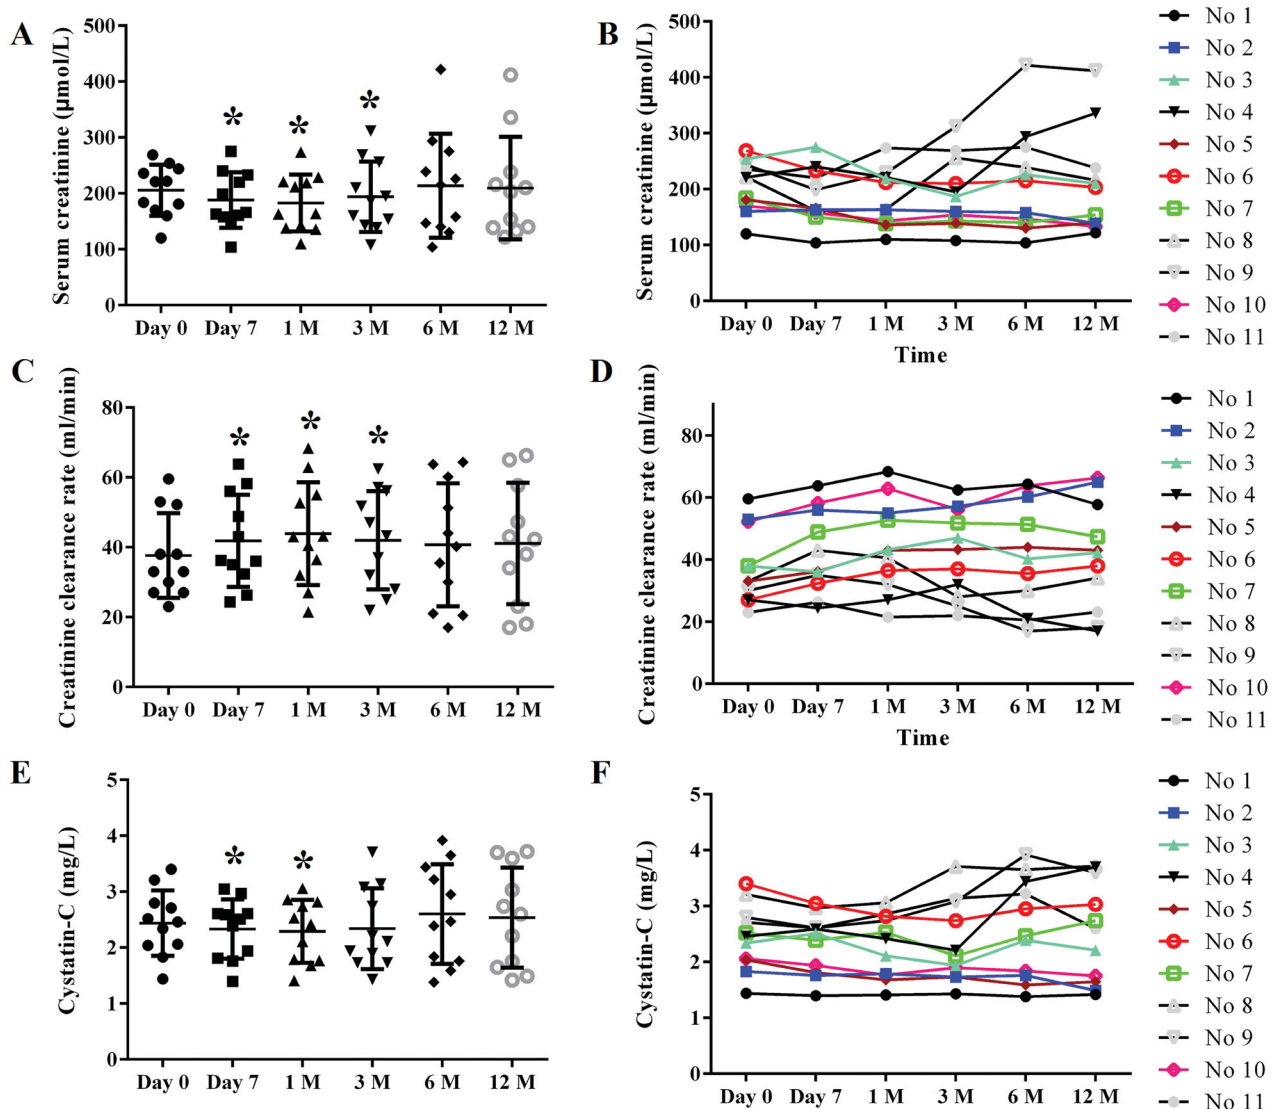 A
Serum creatinine (μmol/L)
500
400
300
200
100
0
* * *
Day 0 Day 7 1 M 3 M 6 M 12 M
B
Serum creatinine (μmol/L)
500
400
300
200
100
0
Day 0 Day 7 1 M 3 M 6 M 12 M
Time
No 1
No 2
No 3
No 4
No 5
No 6
No 7
No 8
No 9
No 10
No 11
C
Creatinine clearance rate (ml/min)
80
60
40
20
0
* * *
Day 0 Day 7 1 M 3 M 6 M 12 M
D
Creatinine clearance rate (ml/min)
80
60
40
20
0
Day 0 Day 7 1 M 3 M 6 M 12 M
Time
No 1
No 2
No 3
No 4
No 5
No 6
No 7
No 8
No 9
No 10
No 11
E
Cystatin-C (mg/L)
5
4
3
2
1
0
* *
Day 0 Day 7 1 M 3 M 6 M 12 M
F
Cystatin-C (mg/L)
5
4
3
2
1
0
Day 0 Day 7 1 M 3 M 6 M 12 M
No 1
No 2
No 3
No 4
No 5
No 6
No 7
No 8
No 9
No 10
No 11